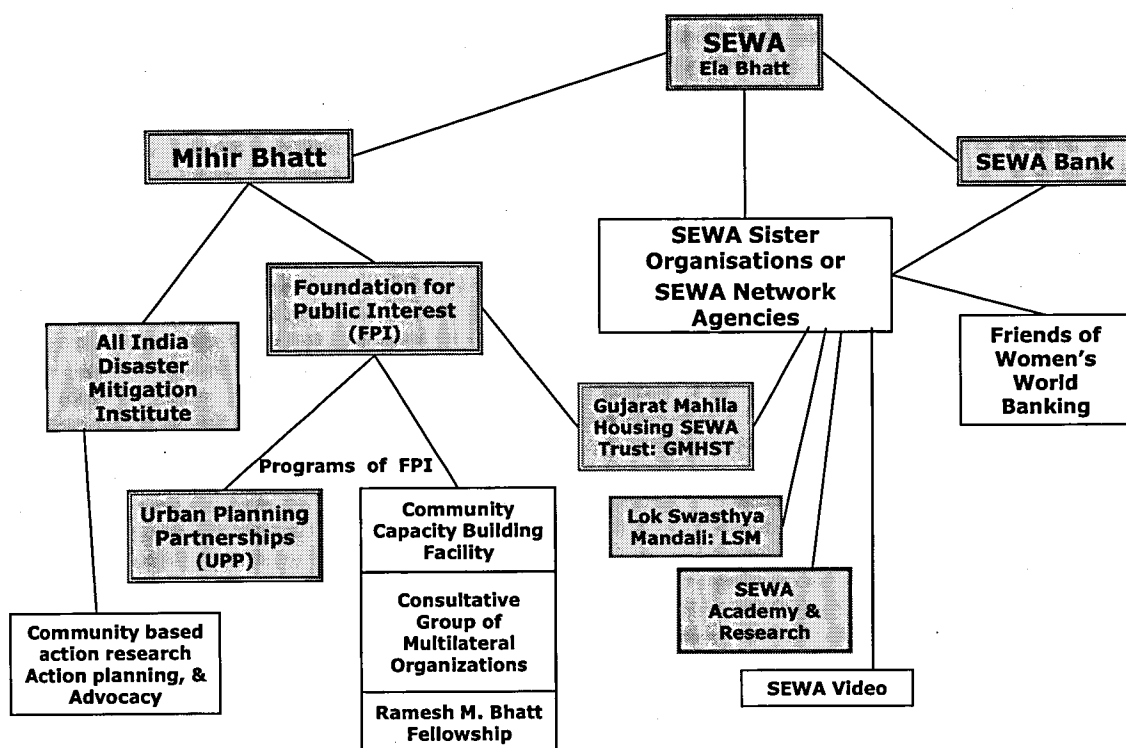 SEWA
Ela Bhatt
Mihir Bhatt
SEWA Bank
SEWA Sister
Organisations or
SEWA Network
Agencies
Foundation for
Public Interest
(FPI)
All India
Disaster
Mitigation
Institute
Friends of
Women's
World
Banking
Gujarat Mahila
Housing SEWA
Trust: GMHST
Programs of FPI
Urban Planning
Partnerships
(UPP)
Community
Capacity Building
Facility
Consultative
Group of
Multilateral
Organizations
Ramesh M. Bhatt
Fellowship
Lok Swasthya
Mandali: LSM
SEWA
Academy &
Research
SEWA Video
Community based
action research
Action planning, &
Advocacy